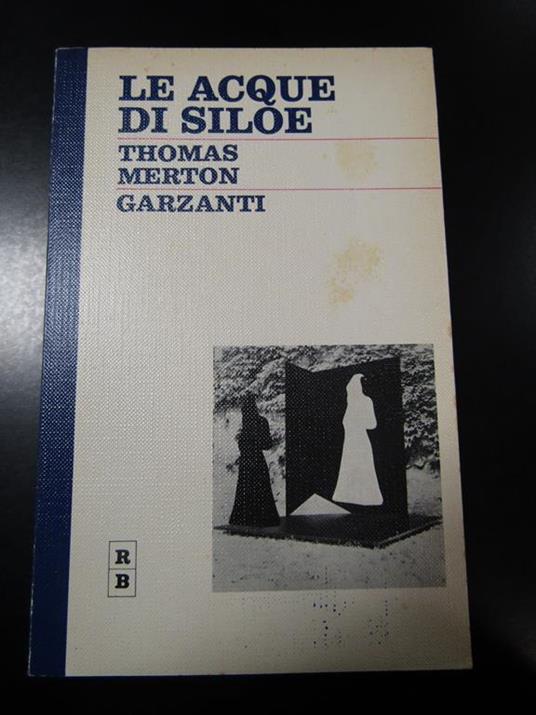 LE ACQUE
DI SILOE
THOMAS
MERTON
GARZANTI
R
B